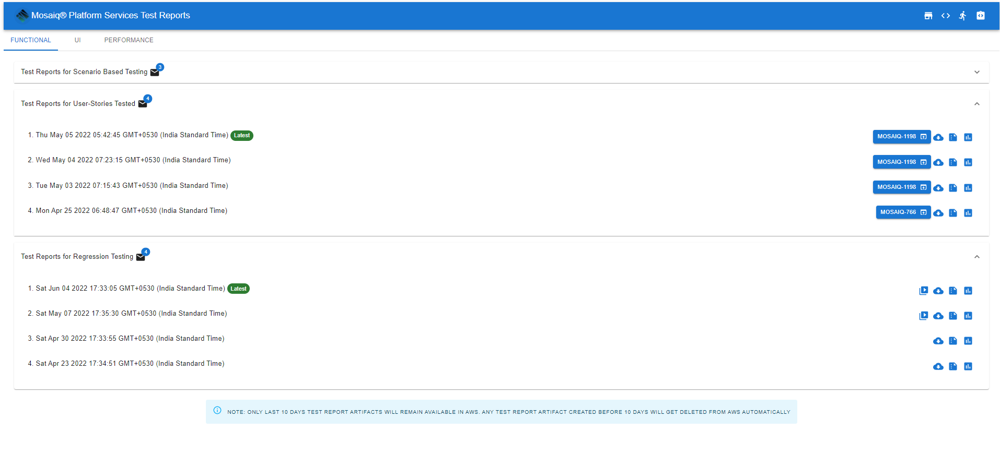 Mosaiq® Platform Services Test Reports
FUNCTIONAL UI PERFORMANCE
Test Reports for Scenario Based Testing 3
Test Reports for User-Stories Tested 4
1. Thu May 05 2022 05:42:45 GMT+0530 (India Standard Time) Latest MOSAIQ-1198
2. Wed May 04 2022 07:23:15 GMT+0530 (India Standard Time) MOSAIQ-1198
3. Tue May 03 2022 07:15:43 GMT+0530 (India Standard Time) MOSAIQ-1198
4. Mon Apr 25 2022 06:48:47 GMT+0530 (India Standard Time) MOSAIQ-766
Test Reports for Regression Testing 4
1. Sat Jun 04 2022 17:33:05 GMT+0530 (India Standard Time) Latest
2. Sat May 07 2022 17:35:30 GMT+0530 (India Standard Time)
3. Sat Apr 30 2022 17:33:55 GMT+0530 (India Standard Time)
4. Sat Apr 23 2022 17:34:51 GMT+0530 (India Standard Time)
NOTE: ONLY LAST 10 DAYS TEST REPORT ARTIFACTS WILL REMAIN AVAILABLE IN AWS. ANY TEST REPORT ARTIFACT CREATED BEFORE 10 DAYS WILL GET DELETED FROM AWS AUTOMATICALLY